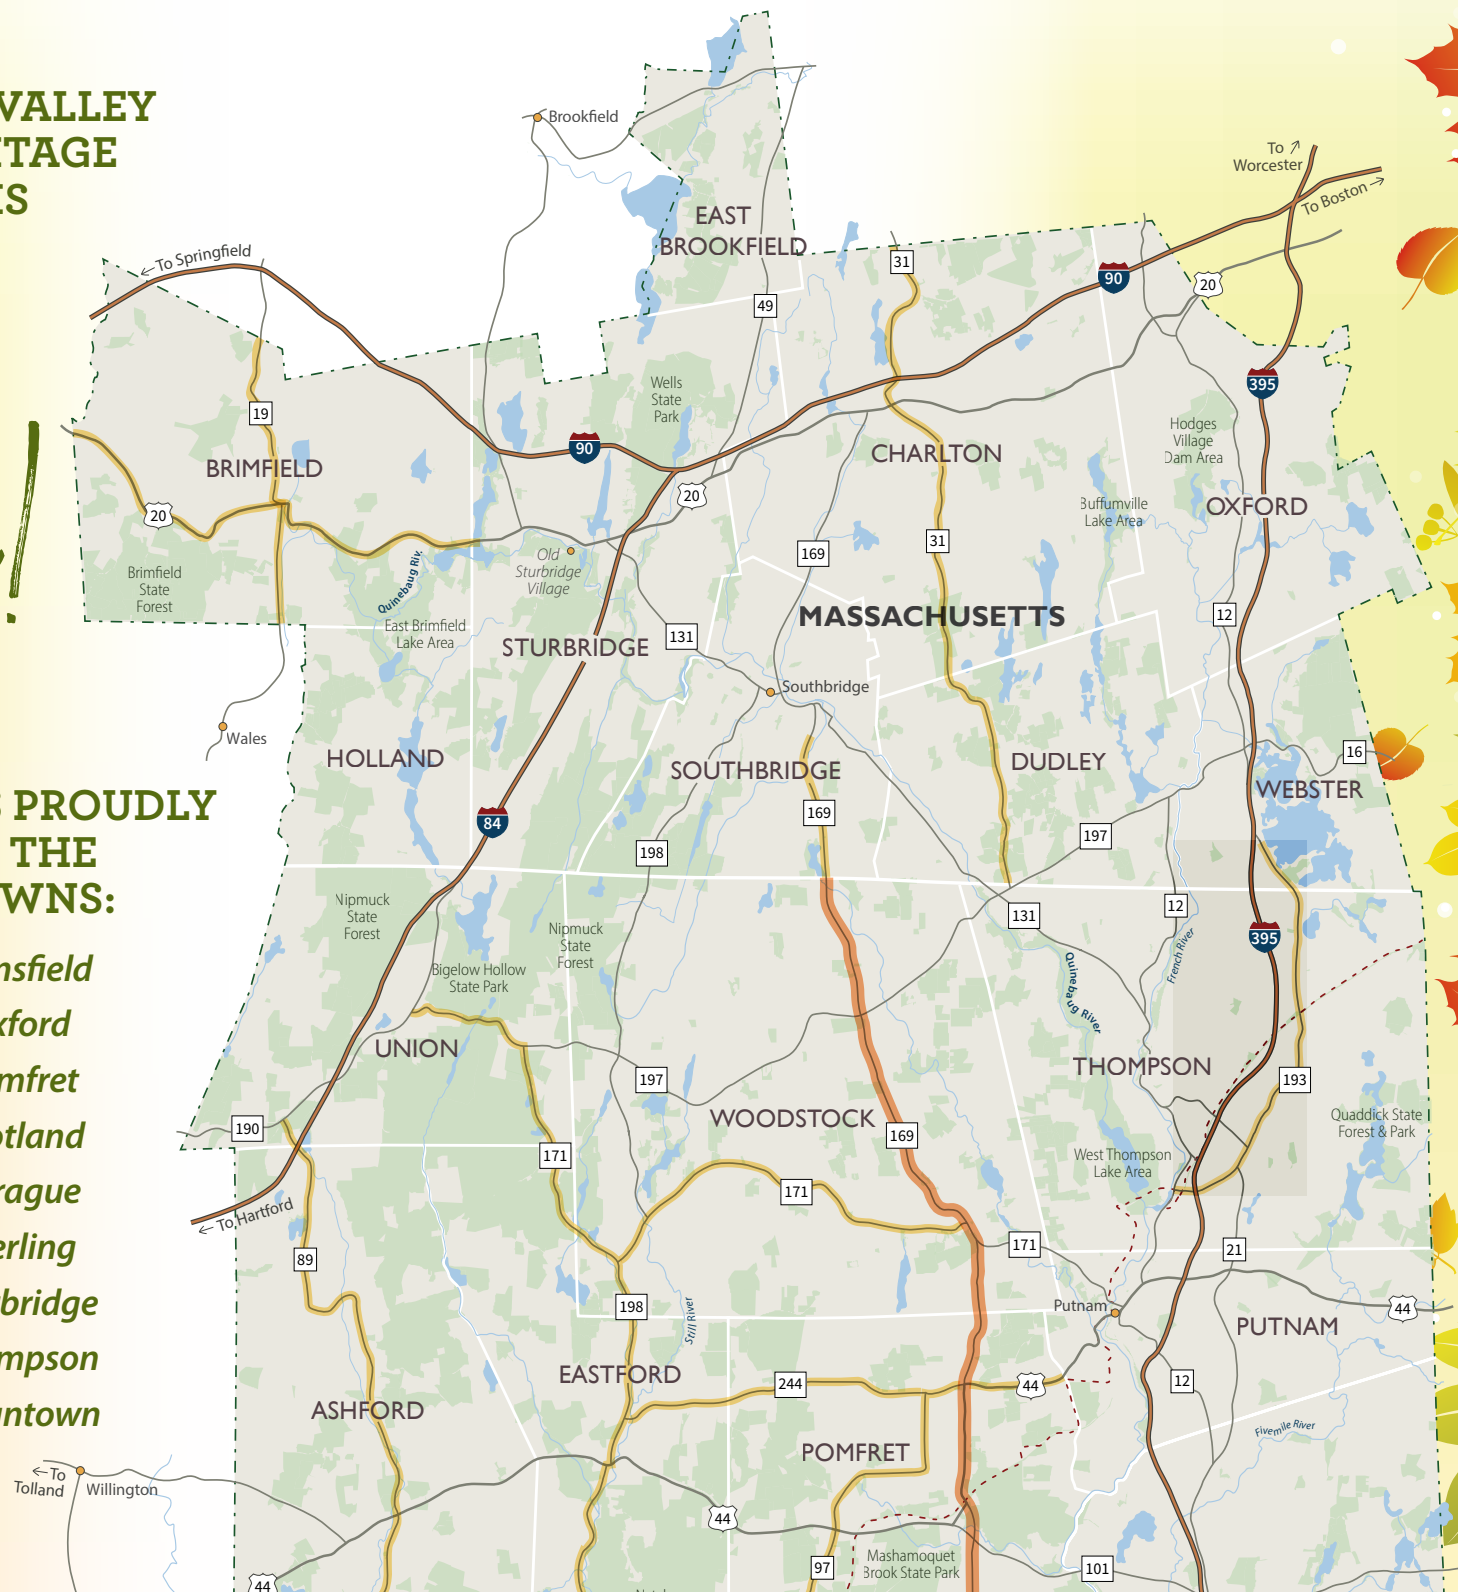 VALLEY
ITAGE
IS
!
S PROUDLY
THE
WNS:
nsfield
xford
mfret
otland
rague
erling
bridge
mpson
ntown
Brookfield
To
Worcester
To Boston
To Springfield
EAST
BROOKFIELD
31
90
20
49
395
Wells
State
Park
19
BRIMFIELD
90
20
CHARLTON
Hodges
Village
Dam Area
20
Buffumville
Lake Area
OXFORD
Old
Sturbridge
Village
169
31
Brimfield
State
Forest
Quinebaug Riv.
East Brimfield
Lake Area
STURBRIDGE
131
MASSACHUSETTS
12
Southbridge
Wales
HOLLAND
SOUTHBRIDGE
DUDLEY
16
WEBSTER
84
169
198
197
Nipmuck
State
Forest
Nipmuck
State
Forest
131
12
395
Bigelow Hollow
State Park
Quinebaug River
French River
UNION
THOMPSON
197
193
190
WOODSTOCK
169
Quaddick State
Forest & Park
171
West Thompson
Lake Area
171
To Hartford
89
171
21
198
Still River
Putnam
44
PUTNAM
EASTFORD
244
44
12
ASHFORD
POMFRET
Fivemile River
To
Tolland
Willington
44
97
Mashamoquet
Brook State Park
101
44